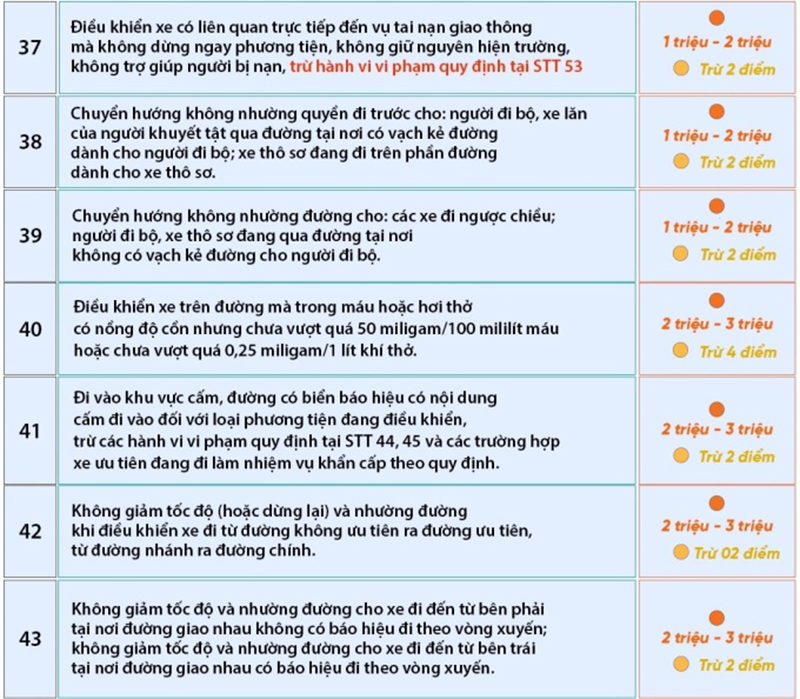 37
Điều khiển xe có liên quan trực tiếp đến vụ tai nạn giao thông
mà không dừng ngay phương tiện, không giữ nguyên hiện trường,
không trợ giúp người bị nạn, trừ hành vi vi phạm quy định tại STT 53
1 triệu - 2 triệu
Trừ 2 điểm
38
Chuyển hướng không nhường quyền đi trước cho: người đi bộ, xe lăn
của người khuyết tật qua đường tại nơi có vạch kẻ đường
dành cho người đi bộ; xe thô sơ đang đi trên phần đường
dành cho xe thô sơ.
1 triệu - 2 triệu
Trừ 2 điểm
39
Chuyển hướng không nhường đường cho: các xe đi ngược chiều;
người đi bộ, xe thô sơ đang qua đường tại nơi
không có vạch kẻ đường cho người đi bộ.
1 triệu - 2 triệu
Trừ 2 điểm
40
Điều khiển xe trên đường mà trong máu hoặc hơi thở
có nồng độ cồn nhưng chưa vượt quá 50 miligam/100 mililít máu
hoặc chưa vượt quá 0,25 miligam/1 lít khí thở.
2 triệu - 3 triệu
Trừ 4 điểm
41
Đi vào khu vực cấm, đường có biển báo hiệu có nội dung
cấm đi vào đối với loại phương tiện đang điều khiển,
trừ các hành vi vi phạm quy định tại STT 44, 45 và các trường hợp
xe ưu tiên đang đi làm nhiệm vụ khẩn cấp theo quy định.
2 triệu - 3 triệu
Trừ 2 điểm
42
Không giảm tốc độ (hoặc dừng lại) và nhường đường
khi điều khiển xe đi từ đường không ưu tiên ra đường ưu tiên,
từ đường nhánh ra đường chính.
2 triệu - 3 triệu
Trừ 02 điểm
43
Không giảm tốc độ và nhường đường cho xe đi đến từ bên phải
tại nơi đường giao nhau không có báo hiệu đi theo vòng xuyến;
không giảm tốc độ và nhường đường cho xe đi đến từ bên trái
tại nơi đường giao nhau có báo hiệu đi theo vòng xuyến.
2 triệu - 3 triệu
Trừ 2 điểm